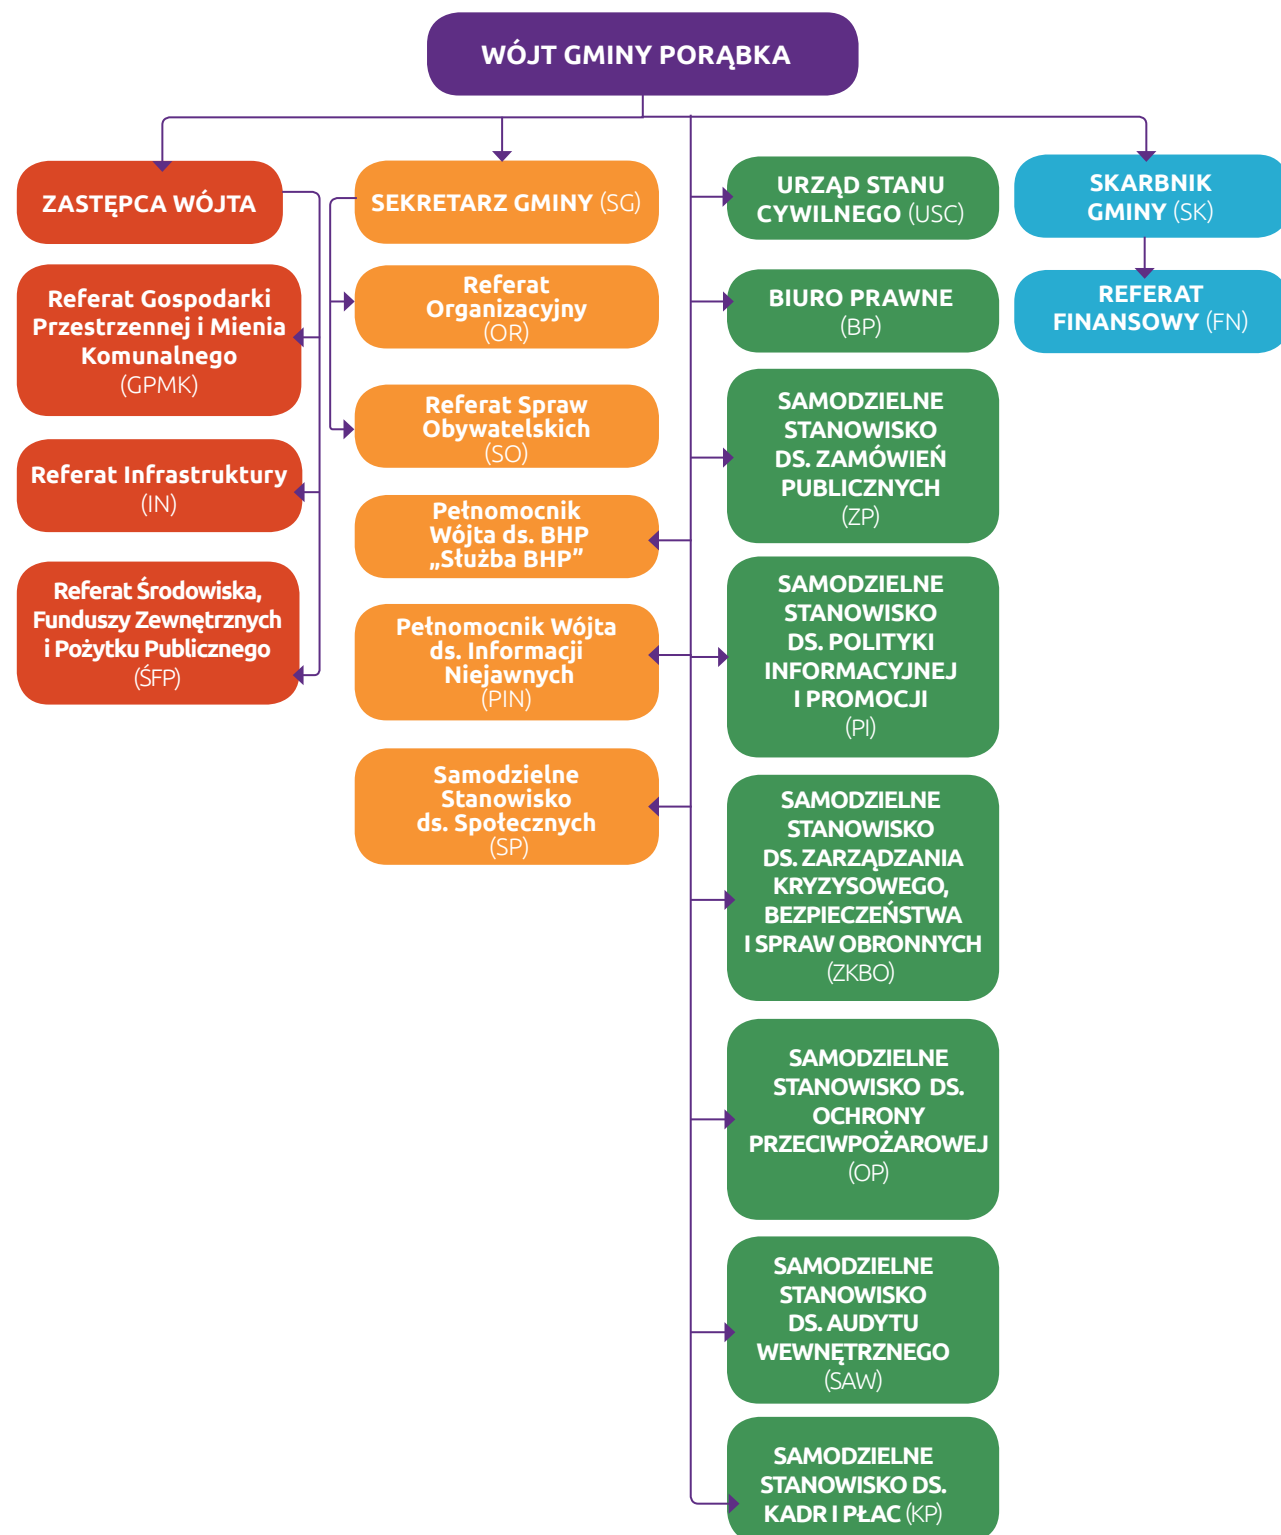 WÓJT GMINY PORĄBKA
ZASTĘPCA WÓJTA
Referat Gospodarki
Przestrzennej i Mienia
Komunalnego
(GPMK)
Referat Infrastruktury
(IN)
Referat Środowiska,
Funduszy Zewnętrznych
i Pożytku Publicznego
(ŚFP)
SEKRETARZ GMINY (SG)
Referat
Organizacyjny
(OR)
Referat Spraw
Obywatelskich
(SO)
Pełnomocnik
Wójta ds. BHP
„Służba BHP”
Pełnomocnik Wójta
ds. Informacji
Niejawnych
(PIN)
Samodzielne
Stanowisko
ds. Społecznych
(SP)
URZĄD STANU
CYWILNEGO (USC)
BIURO PRAWNE
(BP)
SAMODZIELNE
STANOWISKO
DS. ZAMÓWIEŃ
PUBLICZNYCH
(ZP)
SAMODZIELNE
STANOWISKO
DS. POLITYKI
INFORMACYJNEJ
I PROMOCJI
(PI)
SAMODZIELNE
STANOWISKO
DS. ZARZĄDZANIA
KRYZYSOWEGO,
BEZPIECZEŃSTWA
I SPRAW OBRONNYCH
(ZKBO)
SAMODZIELNE
STANOWISKO DS.
OCHRONY
PRZECIWPOŻAROWEJ
(OP)
SAMODZIELNE
STANOWISKO
DS. AUDYTU
WEWNĘTRZNEGO
(SAW)
SAMODZIELNE
STANOWISKO DS.
KADR I PŁAC (KP)
SKARBNIK
GMINY (SK)
REFERAT
FINANSOWY (FN)